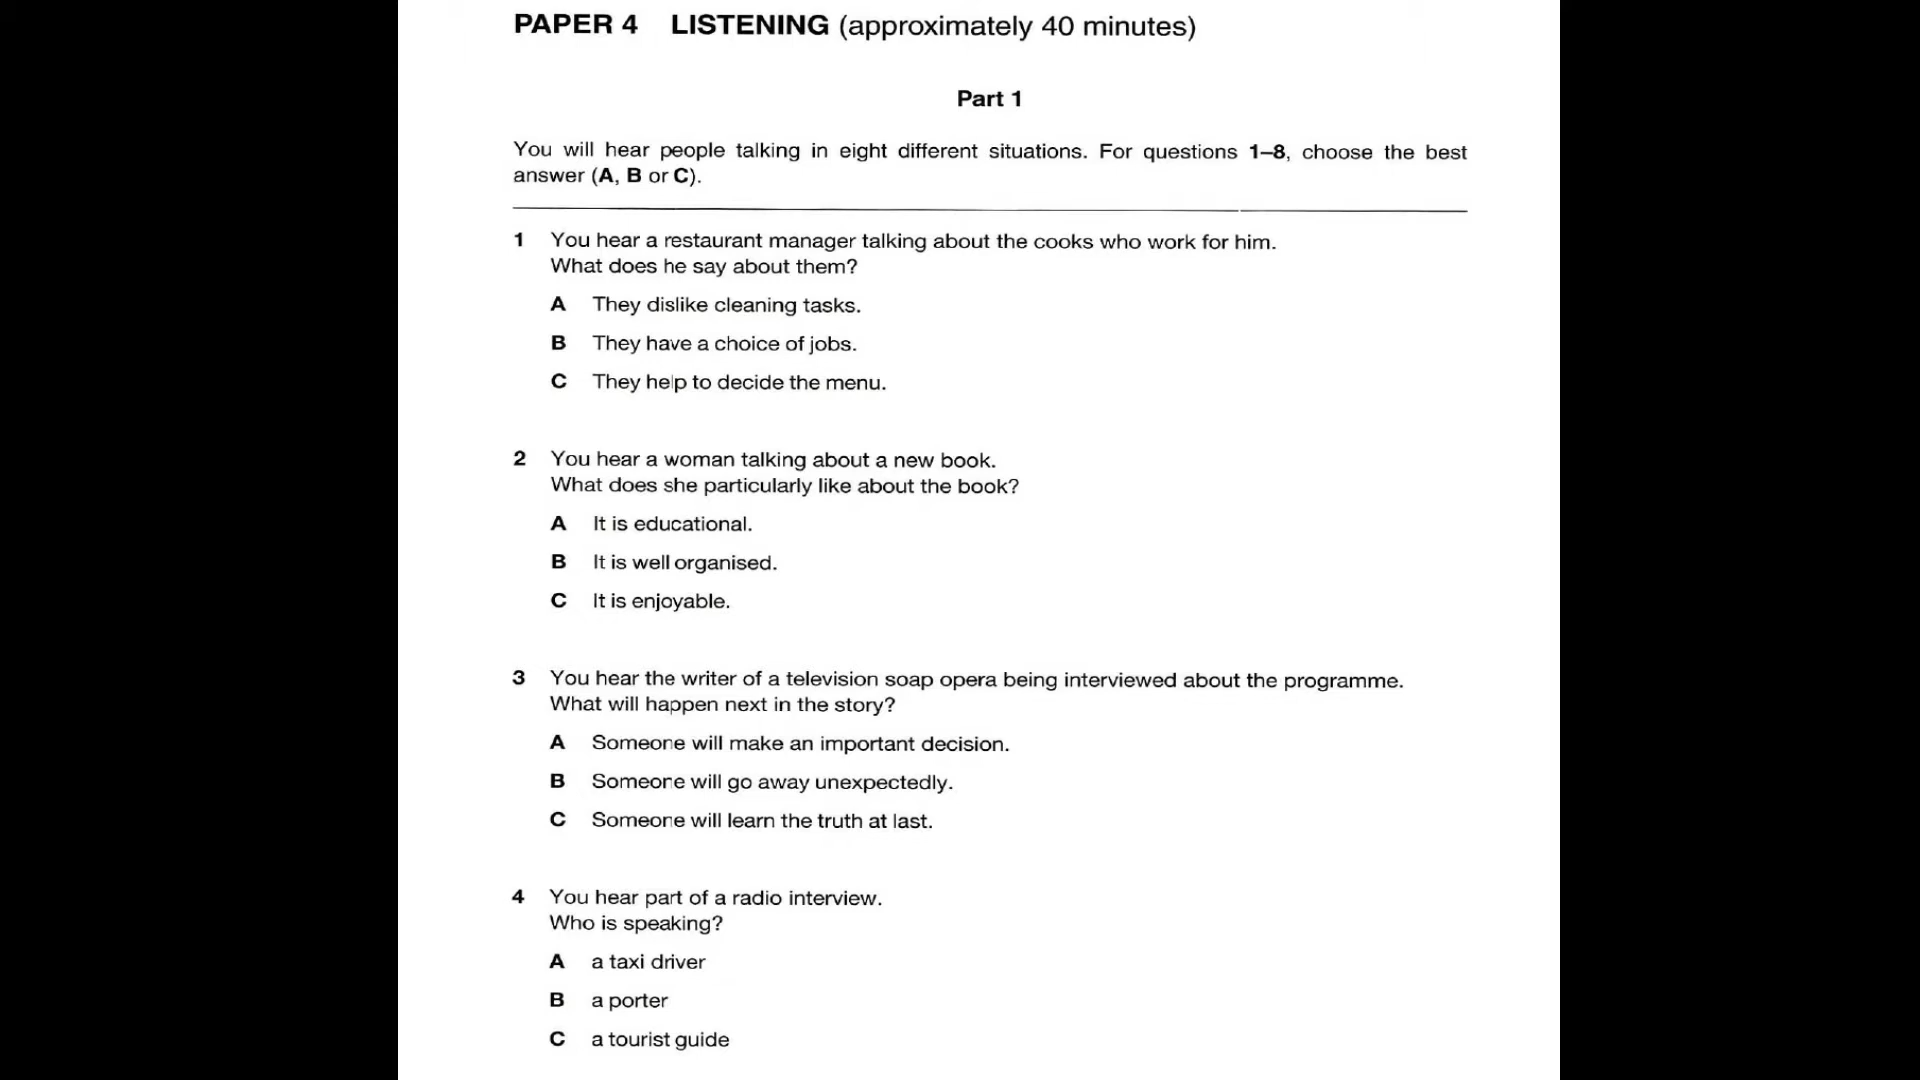 PAPER 4 LISTENING (approximately 40 minutes)
Part 1
You will hear people talking in eight different situations. For questions 1–8, choose the best
answer (A, B or C).
1 You hear a restaurant manager talking about the cooks who work for him.
What does he say about them?
A They dislike cleaning tasks.
B They have a choice of jobs.
C They help to decide the menu.
2 You hear a woman talking about a new book.
What does she particularly like about the book?
A It is educational.
B It is well organised.
C It is enjoyable.
3 You hear the writer of a television soap opera being interviewed about the programme.
What will happen next in the story?
A Someone will make an important decision.
B Someone will go away unexpectedly.
C Someone will learn the truth at last.
4 You hear part of a radio interview.
Who is speaking?
A a taxi driver
B a porter
C a tourist guide